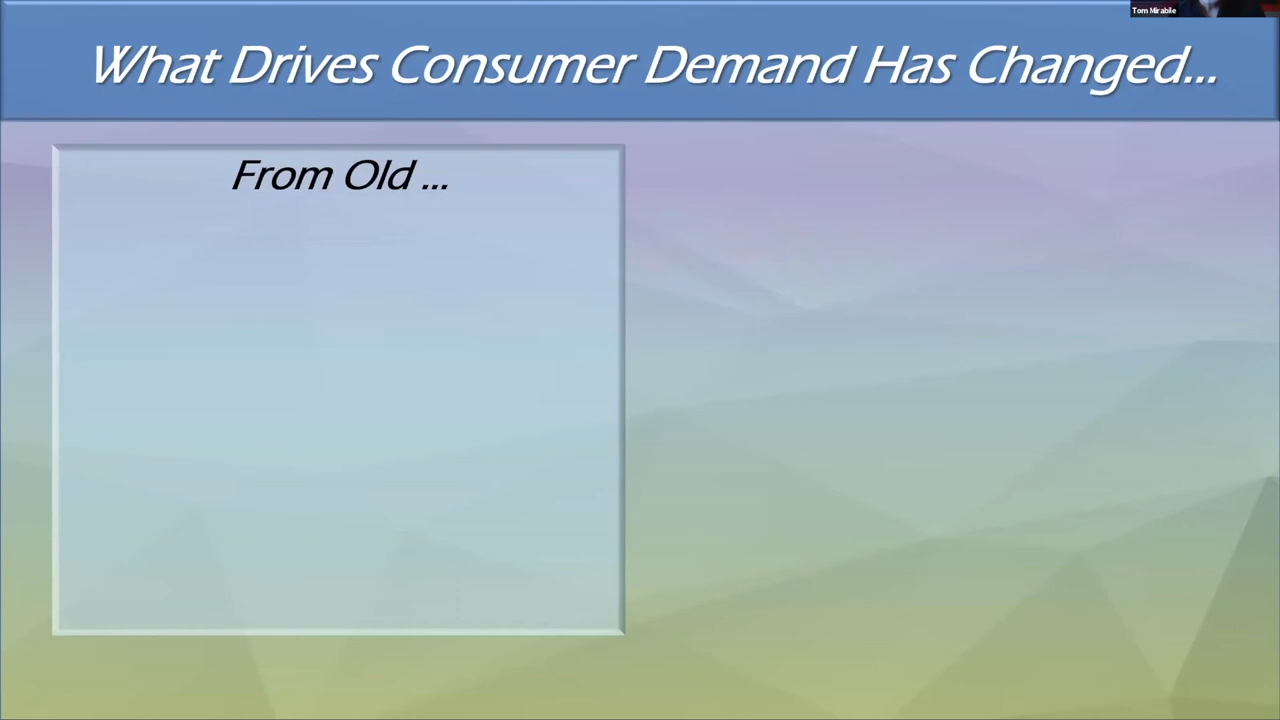 Tom Mirabile
What Drives Consumer Demand Has Changed...
From Old ...